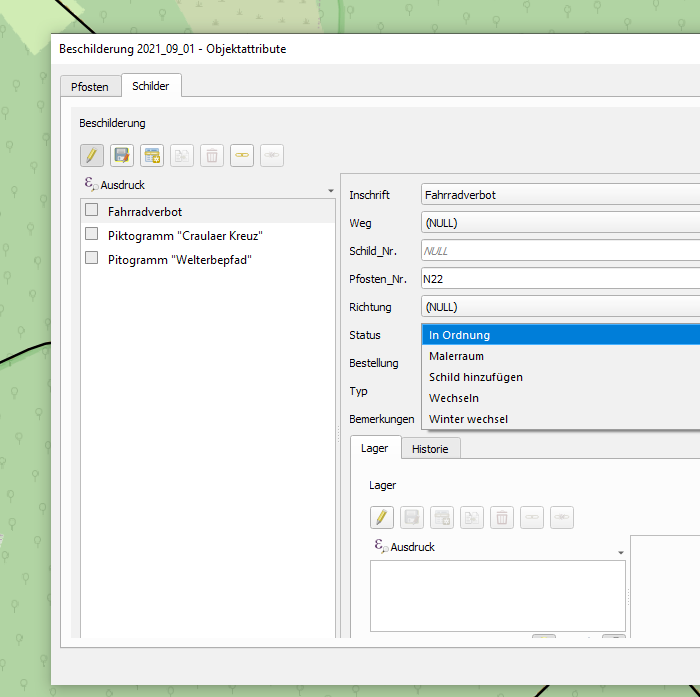 Beschilderung 2021_09_01 - Objektattribute
Pfosten
Schilder
Beschilderung
Ausdruck
Fahrradverbot
Piktogramm "Craulaer Kreuz"
Pitogramm "Welterbepfad"
Inschrift
Fahrradverbot
Weg
(NULL)
Schild_Nr.
NULL
Pfosten_Nr.
N22
Richtung
(NULL)
Status
In Ordnung
Malerraum
Bestellung
Schild hinzufügen
Typ
Wechseln
Bemerkungen
Winter wechsel
Lager
Historie
Lager
Ausdruck